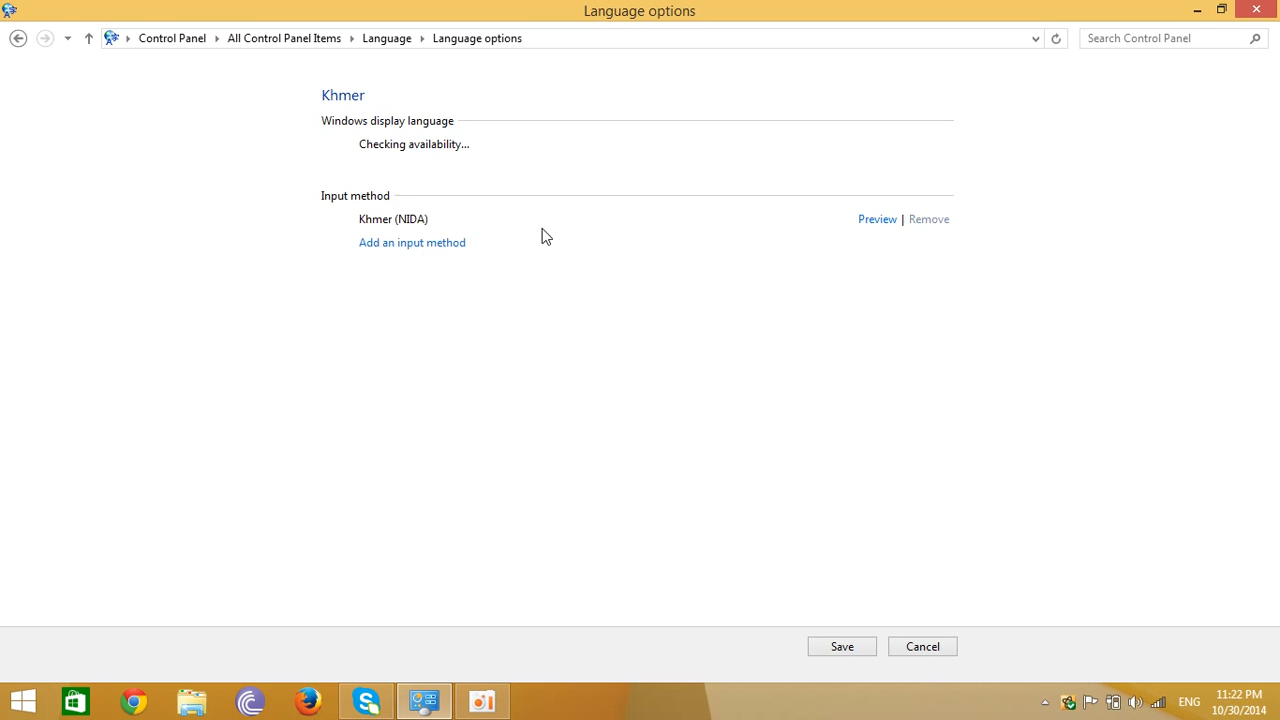 Language options
Control Panel All Control Panel Items Language Language options
Search Control Panel
Khmer
Windows display language
Checking availability...
Input method
Khmer (NIDA)
Preview | Remove
Add an input method
Save
Cancel
ENG
11:22 PM
10/30/2014